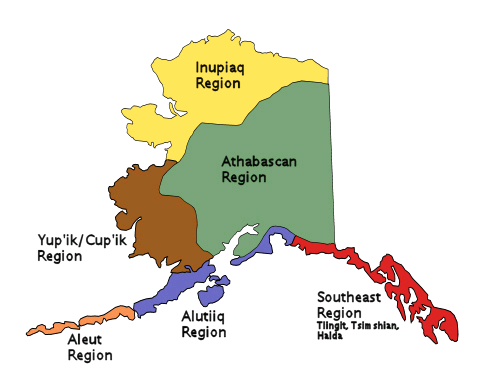 Inupiaq
Region
Athabascan
Region
Yup'ik/Cup'ik
Region
Alutiiq
Region
Aleut
Region
Southeast
Region
Tlingit, Tsimshian,
Haida